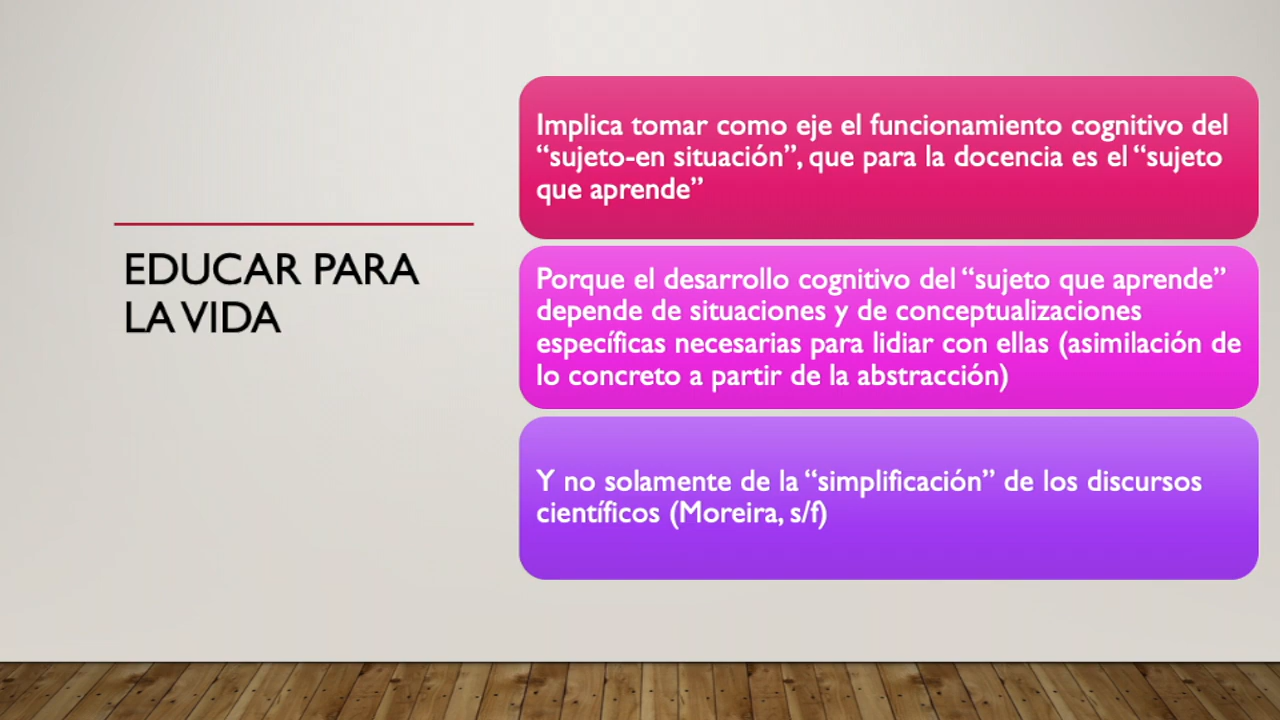 EDUCAR PARA
LA VIDA
Implica tomar como eje el funcionamiento cognitivo del
“sujeto-en situación”, que para la docencia es el “sujeto
que aprende”
Porque el desarrollo cognitivo del “sujeto que aprende”
depende de situaciones y de conceptualizaciones
específicas necesarias para lidiar con ellas (asimilación de
lo concreto a partir de la abstracción)
Y no solamente de la “simplificación” de los discursos
científicos (Moreira, s/f)